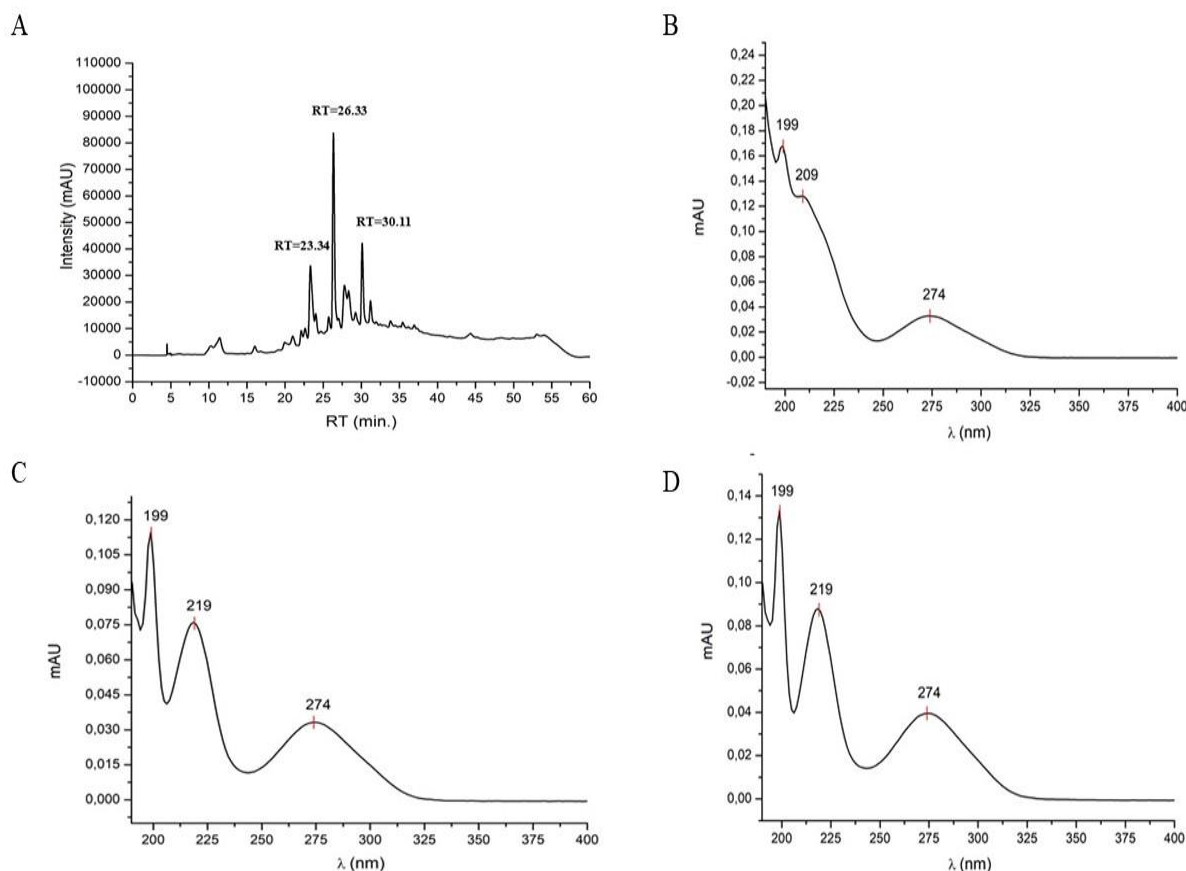 A
110000
100000
90000
80000
70000
60000
50000
40000
30000
20000
10000
0
-10000
Intensity (mAU)
RT=26.33
RT=30.11
RT=23.34
0 5 10 15 20 25 30 35 40 45 50 55 60
RT (min.)
B
0,24
0,22
0,20
0,18
0,16
0,14
0,12
0,10
0,08
0,06
0,04
0,02
0,00
-0,02
mAU
199
209
274
200 225 250 275 300 325 350 375 400
λ (nm)
C
0,120
0,105
0,090
0,075
0,060
0,045
0,030
0,015
0,000
mAU
199
219
274
200 225 250 275 300 325 350 375 400
λ (nm)
D
0,14
0,12
0,10
0,08
0,06
0,04
0,02
0,00
mAU
199
219
274
200 225 250 275 300 325 350 375 400
λ (nm)